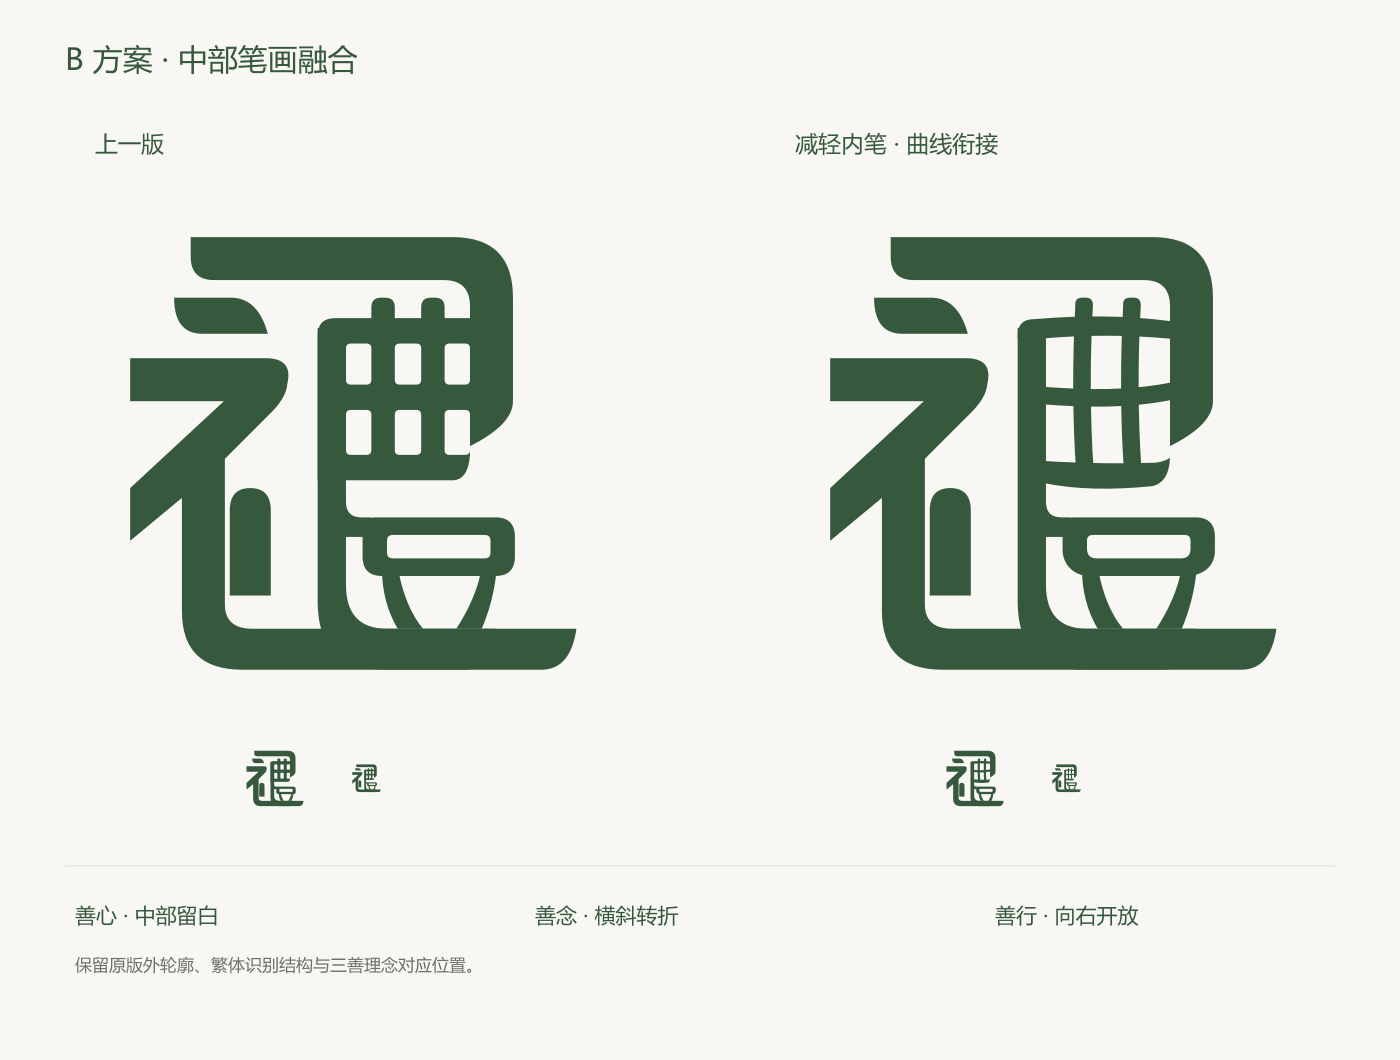 B 方案 · 中部笔画融合
上一版
减轻内笔 · 曲线衔接
禮
禮
禮 禮
禮 禮
善心 · 中部留白
善念 · 横斜转折
善行 · 向右开放
保留原版外轮廓、繁体识别结构与三善理念对应位置。